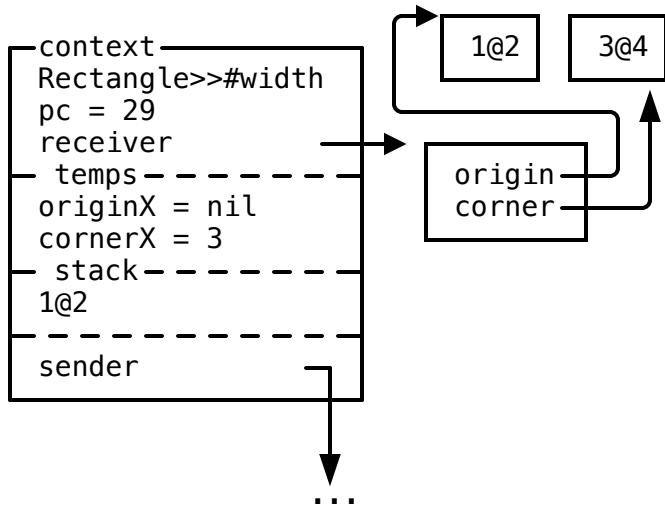 context
Rectangle>>#width
pc = 29
receiver
temps
originX = nil
cornerX = 3
stack
1@2
sender
...
1@2
3@4
origin
corner